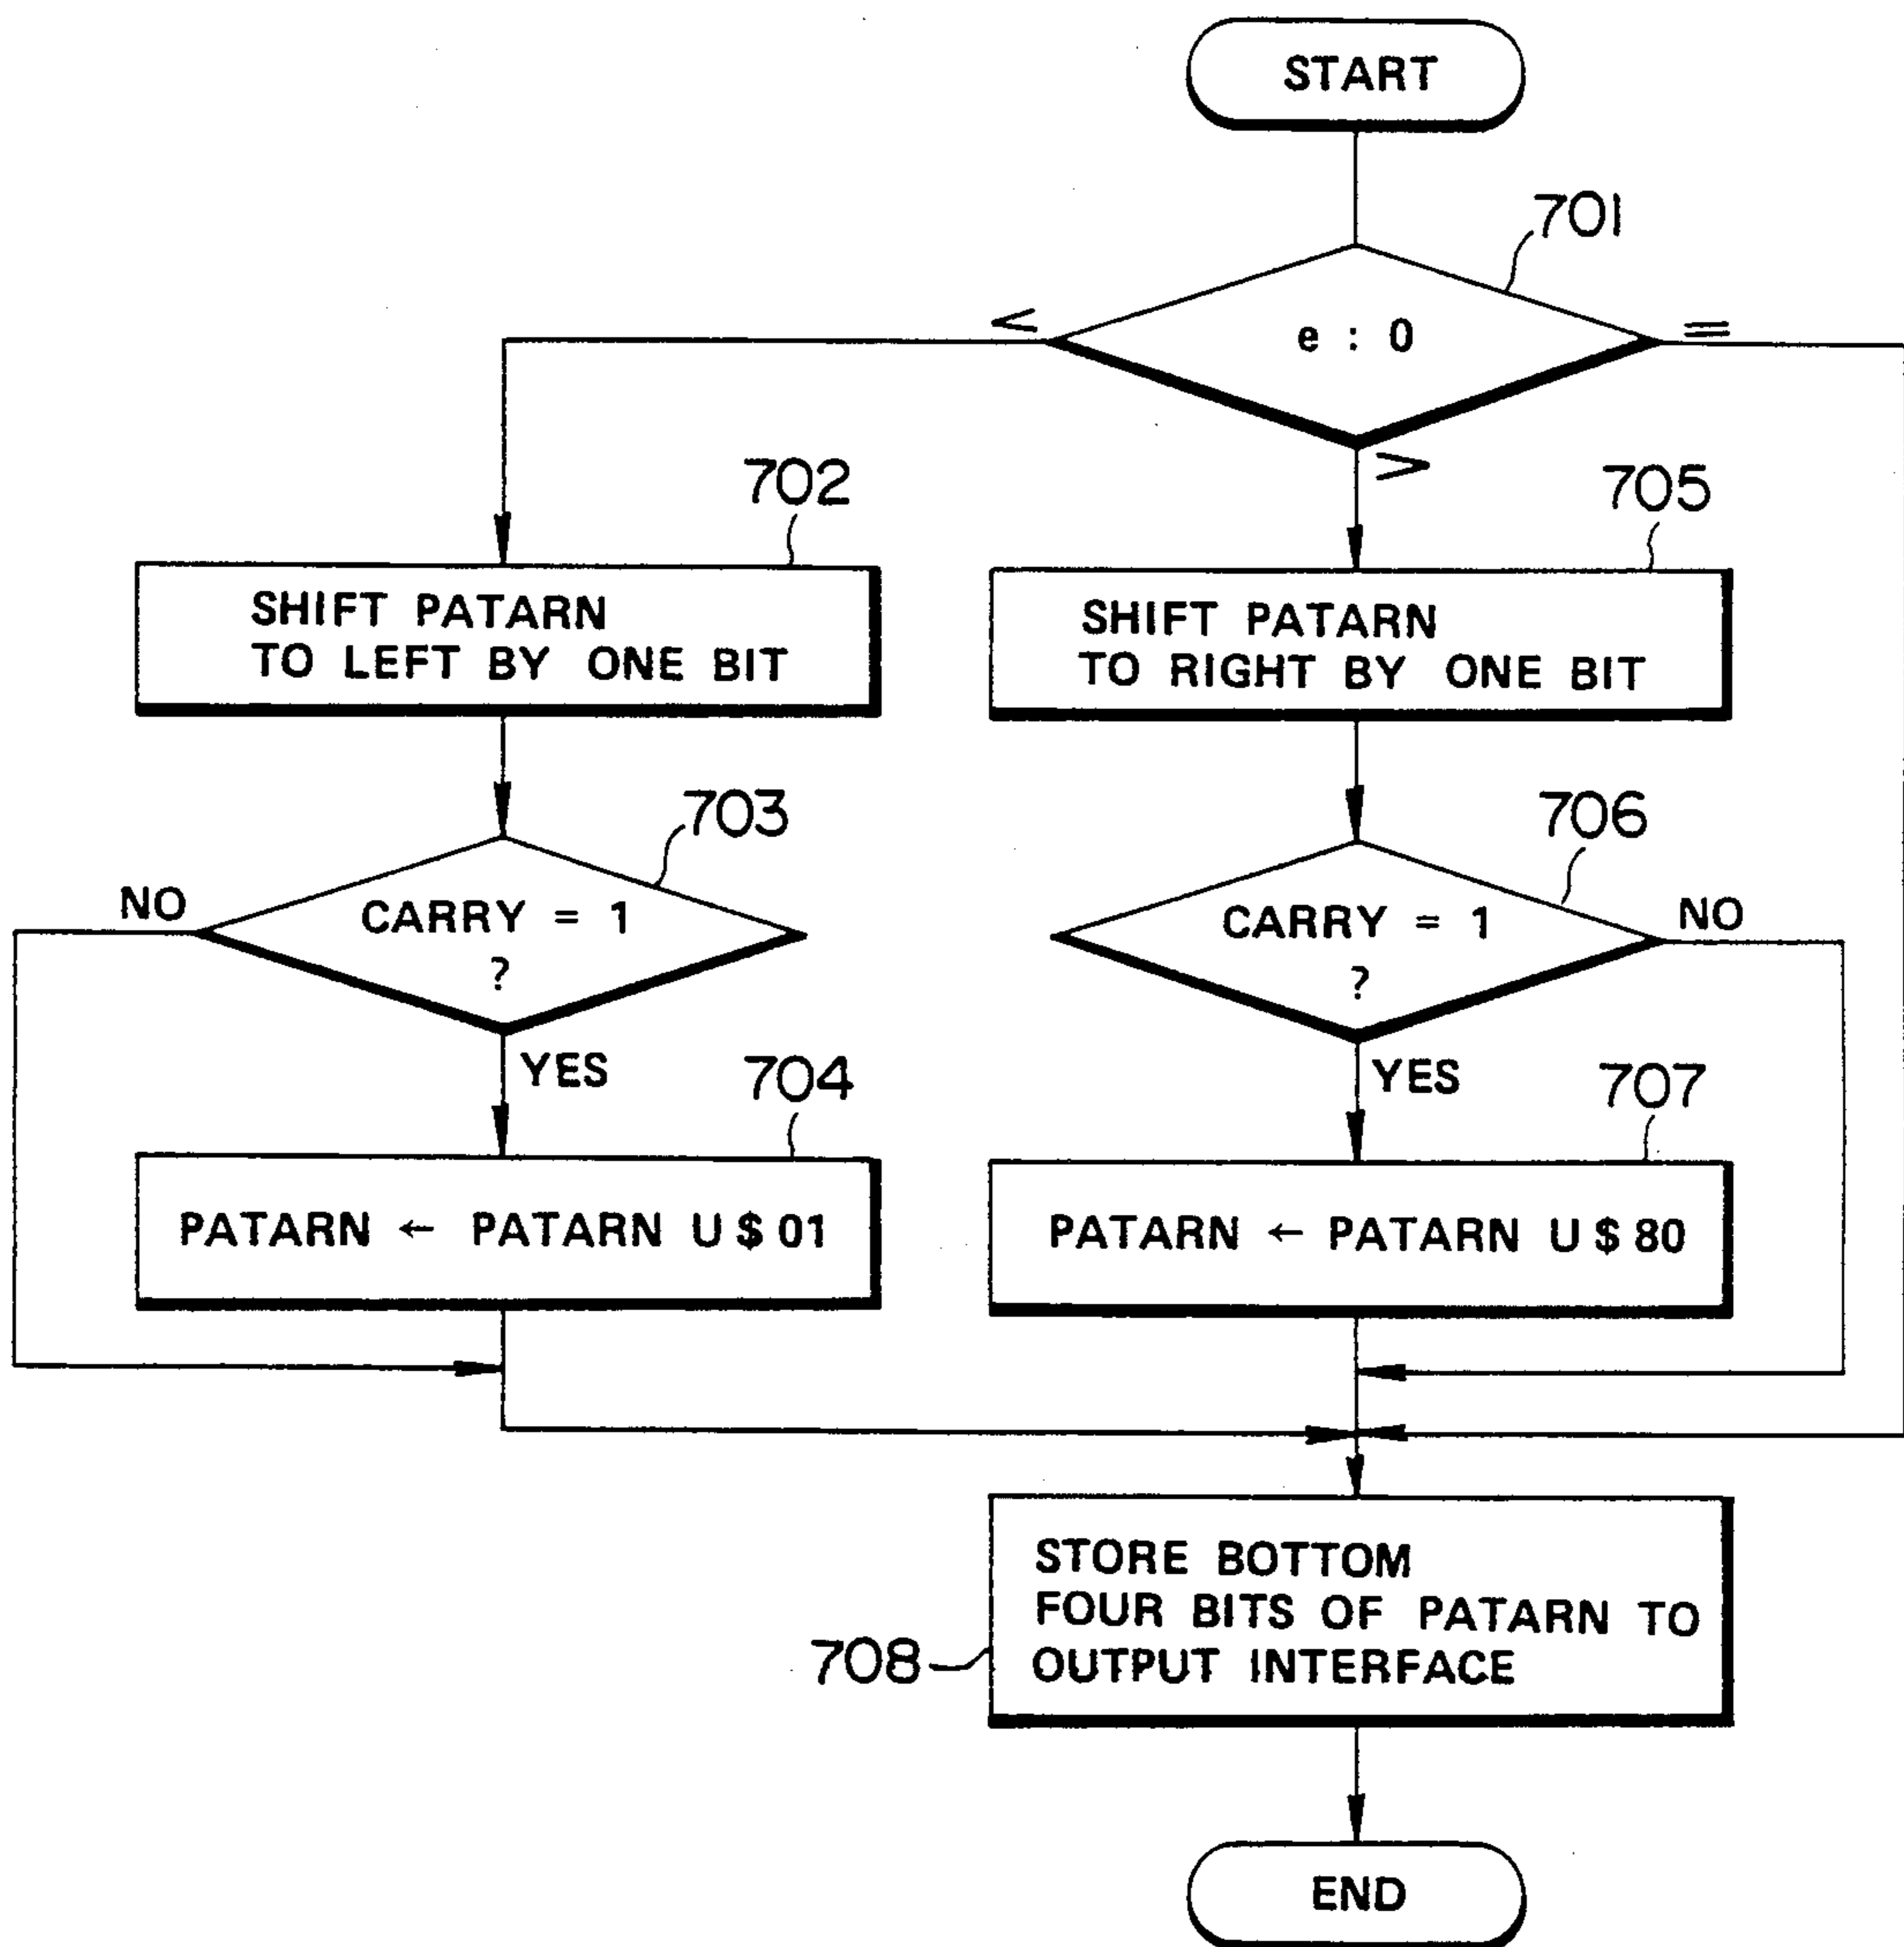 START
701
e : 0
<
=
>
702
705
SHIFT PATARN
TO LEFT BY ONE BIT
SHIFT PATARN
TO RIGHT BY ONE BIT
703
706
NO
CARRY = 1
?
CARRY = 1
?
NO
YES
704
YES
707
PATARN ← PATARN U $ 01
PATARN ← PATARN U $ 80
STORE BOTTOM
FOUR BITS OF PATARN TO
OUTPUT INTERFACE
708
END